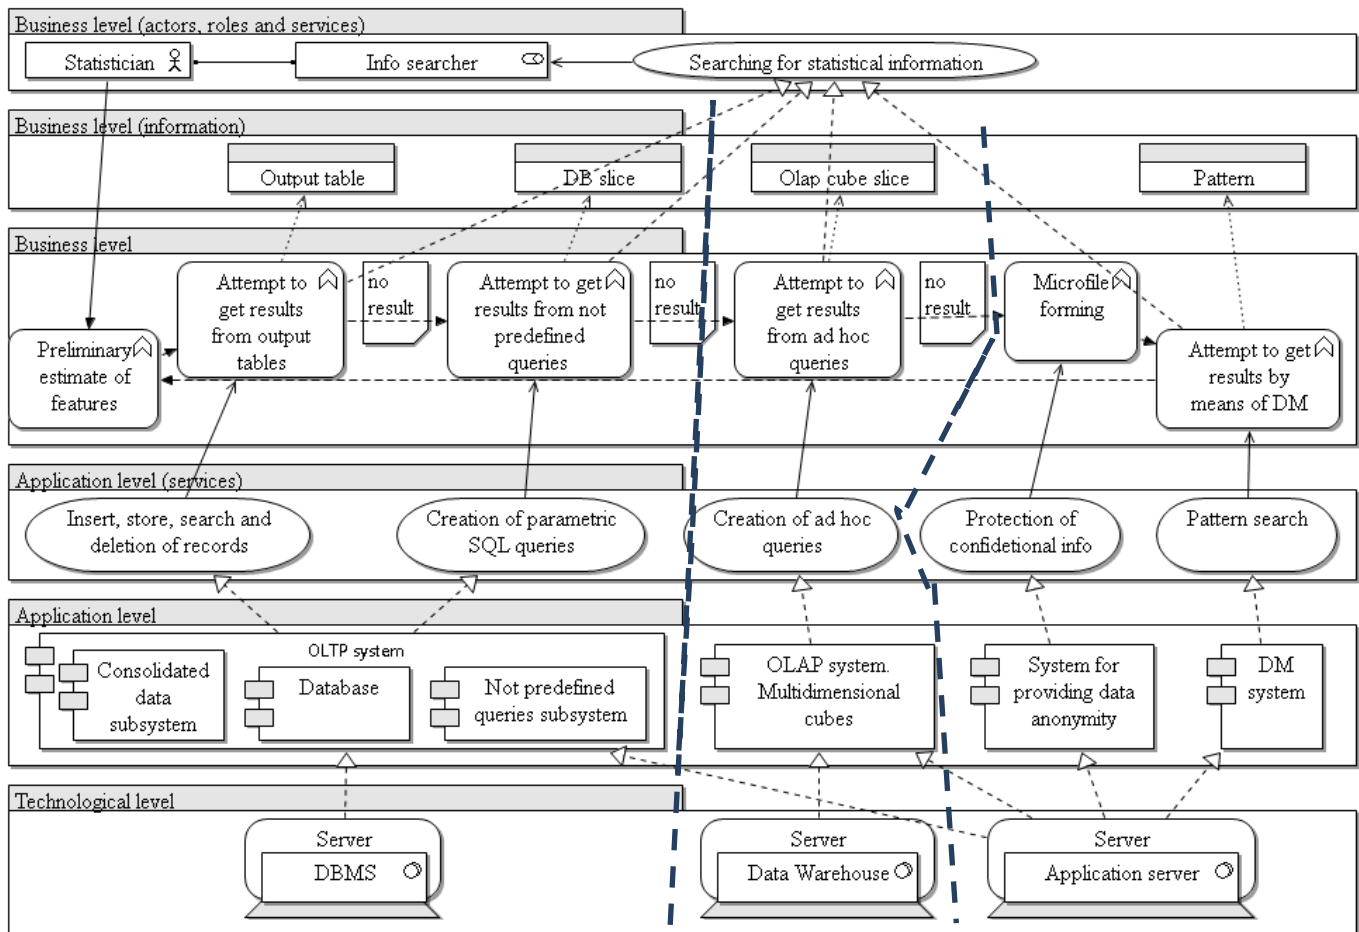 Business level (actors, roles and services)
Statistician
Info searcher
Searching for statistical information
Business level (information)
Output table
DB slice
Olap cube slice
Pattern
Business level
Attempt to
get results
from output
tables
no
result
Attempt to get
results from not
predefined
queries
no
result
Attempt to
get results
from ad hoc
queries
no
result
Microfile
forming
Preliminary
estimate of
features
Attempt to get
results by
means of DM
Application level (services)
Insert, store, search and
deletion of records
Creation of parametric
SQL queries
Creation of ad hoc
queries
Protection of
confidetional info
Pattern search
Application level
OLTP system
Consolidated
data
subsystem
Database
Not predefined
queries subsystem
OLAP system.
Multidimensional
cubes
System for
providing data
anonymity
DM
system
Technological level
Server
DBMS
Server
Data Warehouse
Server
Application server